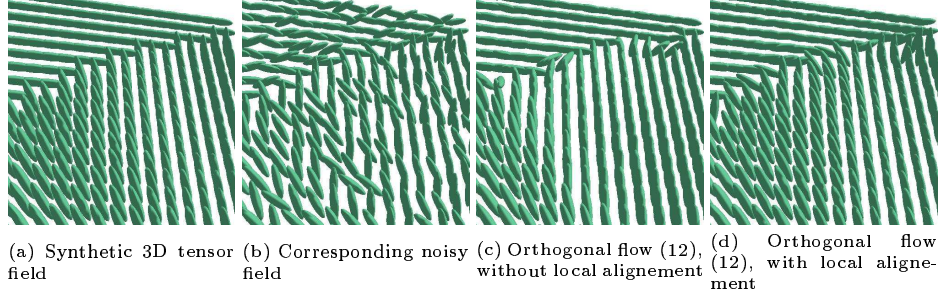 (a) Synthetic 3D tensor
field
(b) Corresponding noisy
field
(c) Orthogonal flow (12),
without local alignement
(d) Orthogonal flow
(12), with local aligne-
ment